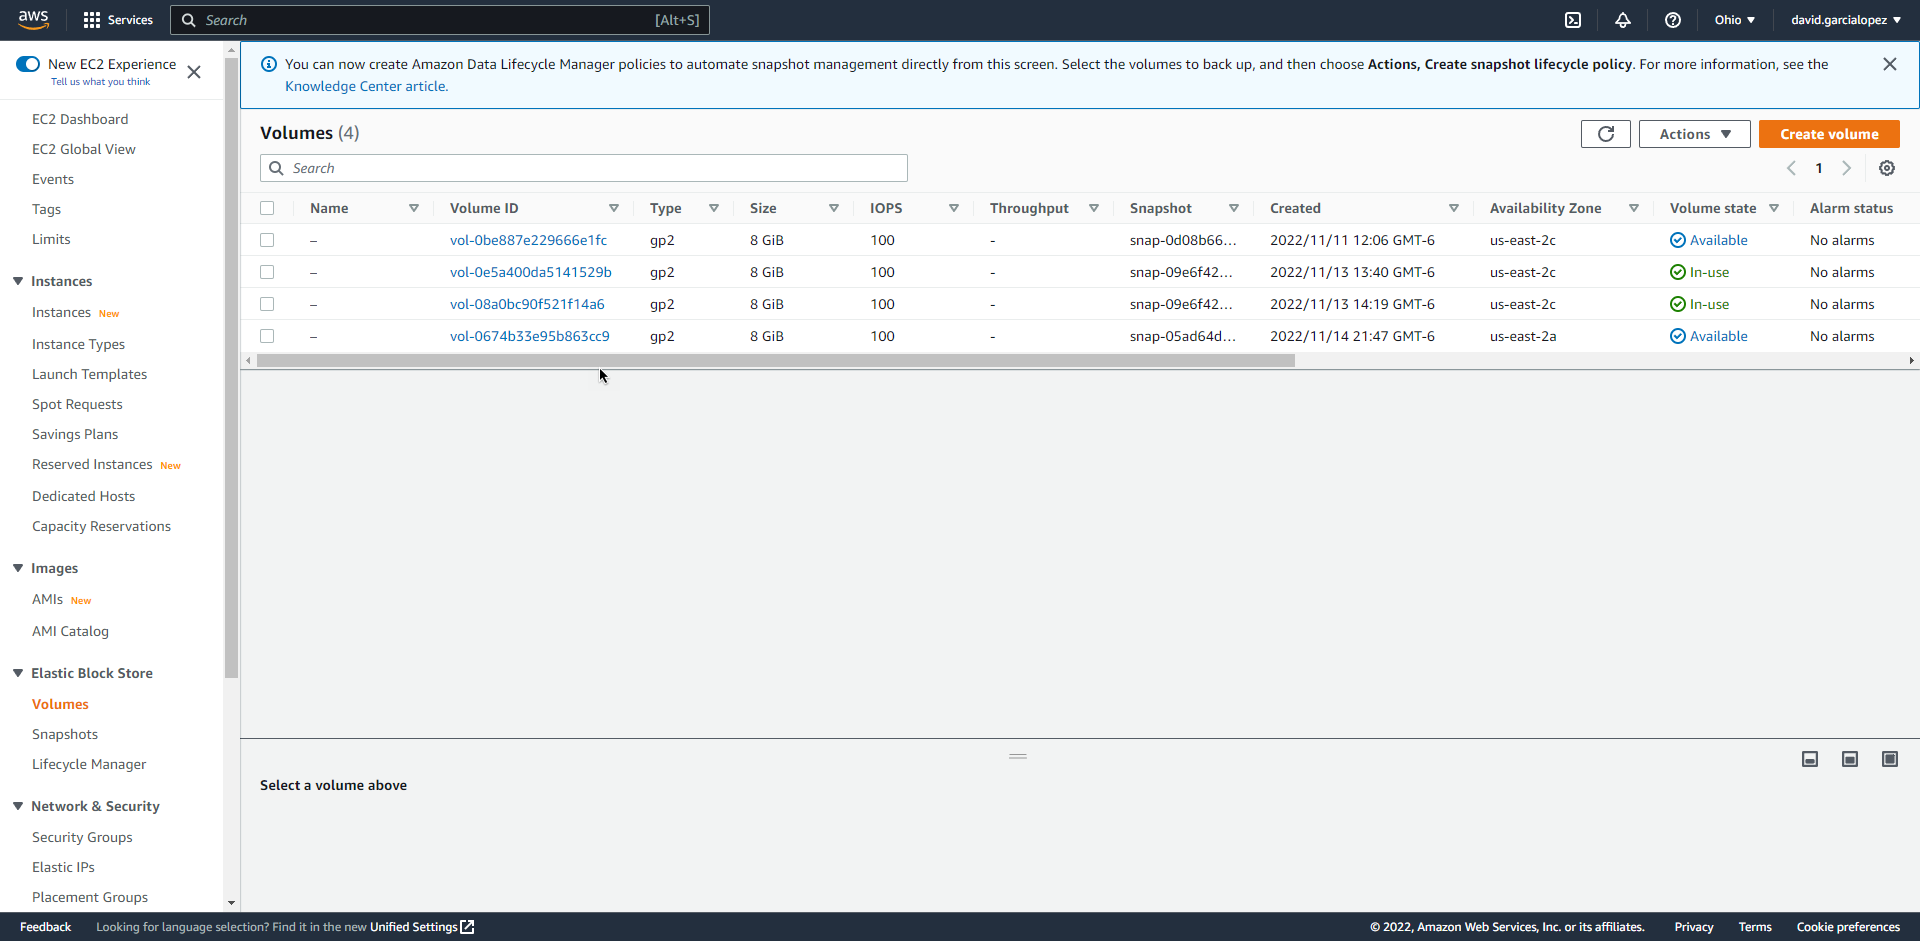 aws Services Search [Alt+S] Ohio david.garcialopez
New EC2 Experience
Tell us what you think
EC2 Dashboard
EC2 Global View
Events
Tags
Limits
Instances
Instances New
Instance Types
Launch Templates
Spot Requests
Savings Plans
Reserved Instances New
Dedicated Hosts
Capacity Reservations
Images
AMIs New
AMI Catalog
Elastic Block Store
Volumes
Snapshots
Lifecycle Manager
Network & Security
Security Groups
Elastic IPs
Placement Groups
You can now create Amazon Data Lifecycle Manager policies to automate snapshot management directly from this screen. Select the volumes to back up, and then choose Actions, Create snapshot lifecycle policy. For more information, see the
Knowledge Center article.
Volumes (4) Actions Create volume
Search 1
Name Volume ID Type Size IOPS Throughput Snapshot Created Availability Zone Volume state Alarm status
– vol-0be887e229666e1fc gp2 8 GiB 100 - snap-0d08b66... 2022/11/11 12:06 GMT-6 us-east-2c Available No alarms
– vol-0e5a400da5141529b gp2 8 GiB 100 - snap-09e6f42... 2022/11/13 13:40 GMT-6 us-east-2c In-use No alarms
– vol-08a0bc90f521f14a6 gp2 8 GiB 100 - snap-09e6f42... 2022/11/13 14:19 GMT-6 us-east-2c In-use No alarms
– vol-0674b33e95b863cc9 gp2 8 GiB 100 - snap-05ad64d... 2022/11/14 21:47 GMT-6 us-east-2a Available No alarms
Select a volume above
Feedback Looking for language selection? Find it in the new Unified Settings © 2022, Amazon Web Services, Inc. or its affiliates. Privacy Terms Cookie preferences